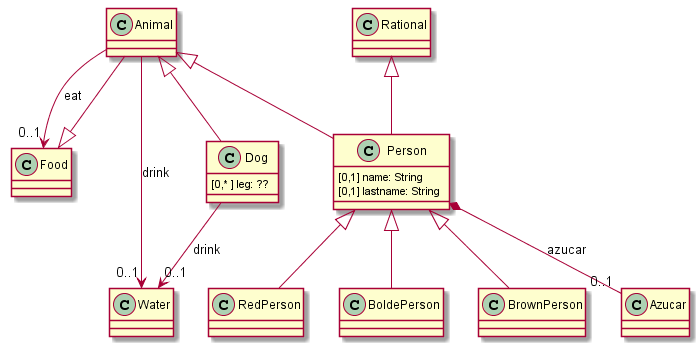 C Animal
C Rational
eat
0..1
drink
C Food
C Dog
[0,* ] leg: ??
C Person
[0,1] name: String
[0,1] lastname: String
drink
azucar
0..1
0..1
0..1
C Water
C RedPerson
C BoldePerson
C BrownPerson
C Azucar